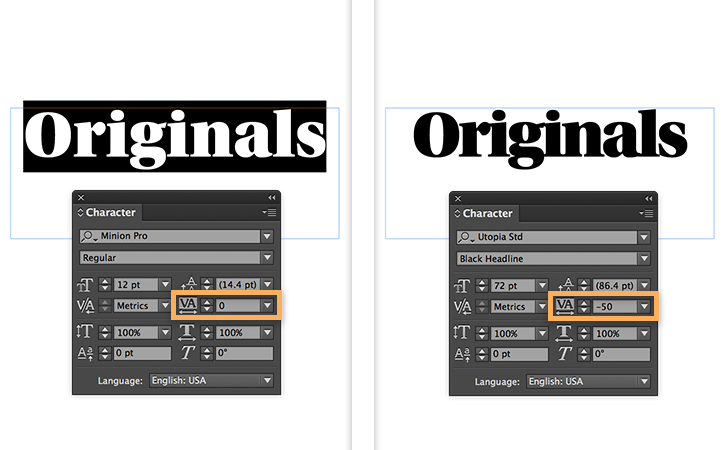 Originals
Character
Minion Pro
Regular
12 pt (14.4 pt)
Metrics 0
100% 100%
0 pt 0°
Language: English: USA
Originals
Character
Utopia Std
Black Headline
72 pt (86.4 pt)
Metrics -50
100% 100%
0 pt 0°
Language: English: USA